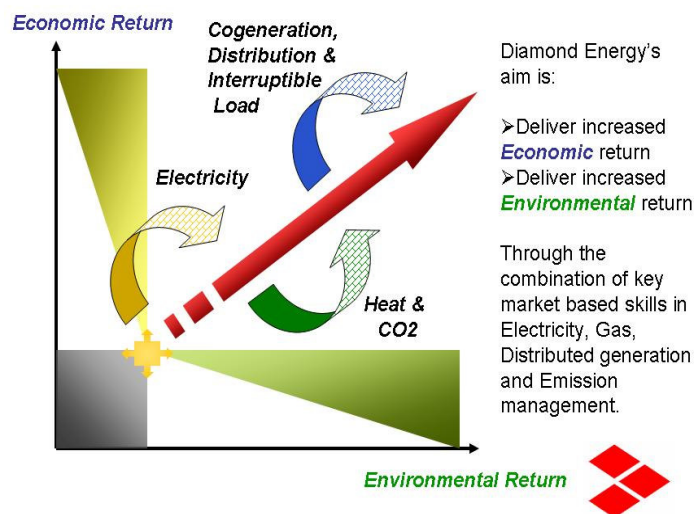 Economic Return
Cogeneration,
Distribution &
Interruptible
Load
Electricity
Heat &
CO2
Environmental Return
Diamond Energy's
aim is:
➢Deliver increased
Economic return
➢Deliver increased
Environmental return
Through the
combination of key
market based skills in
Electricity, Gas,
Distributed generation
and Emission
management.